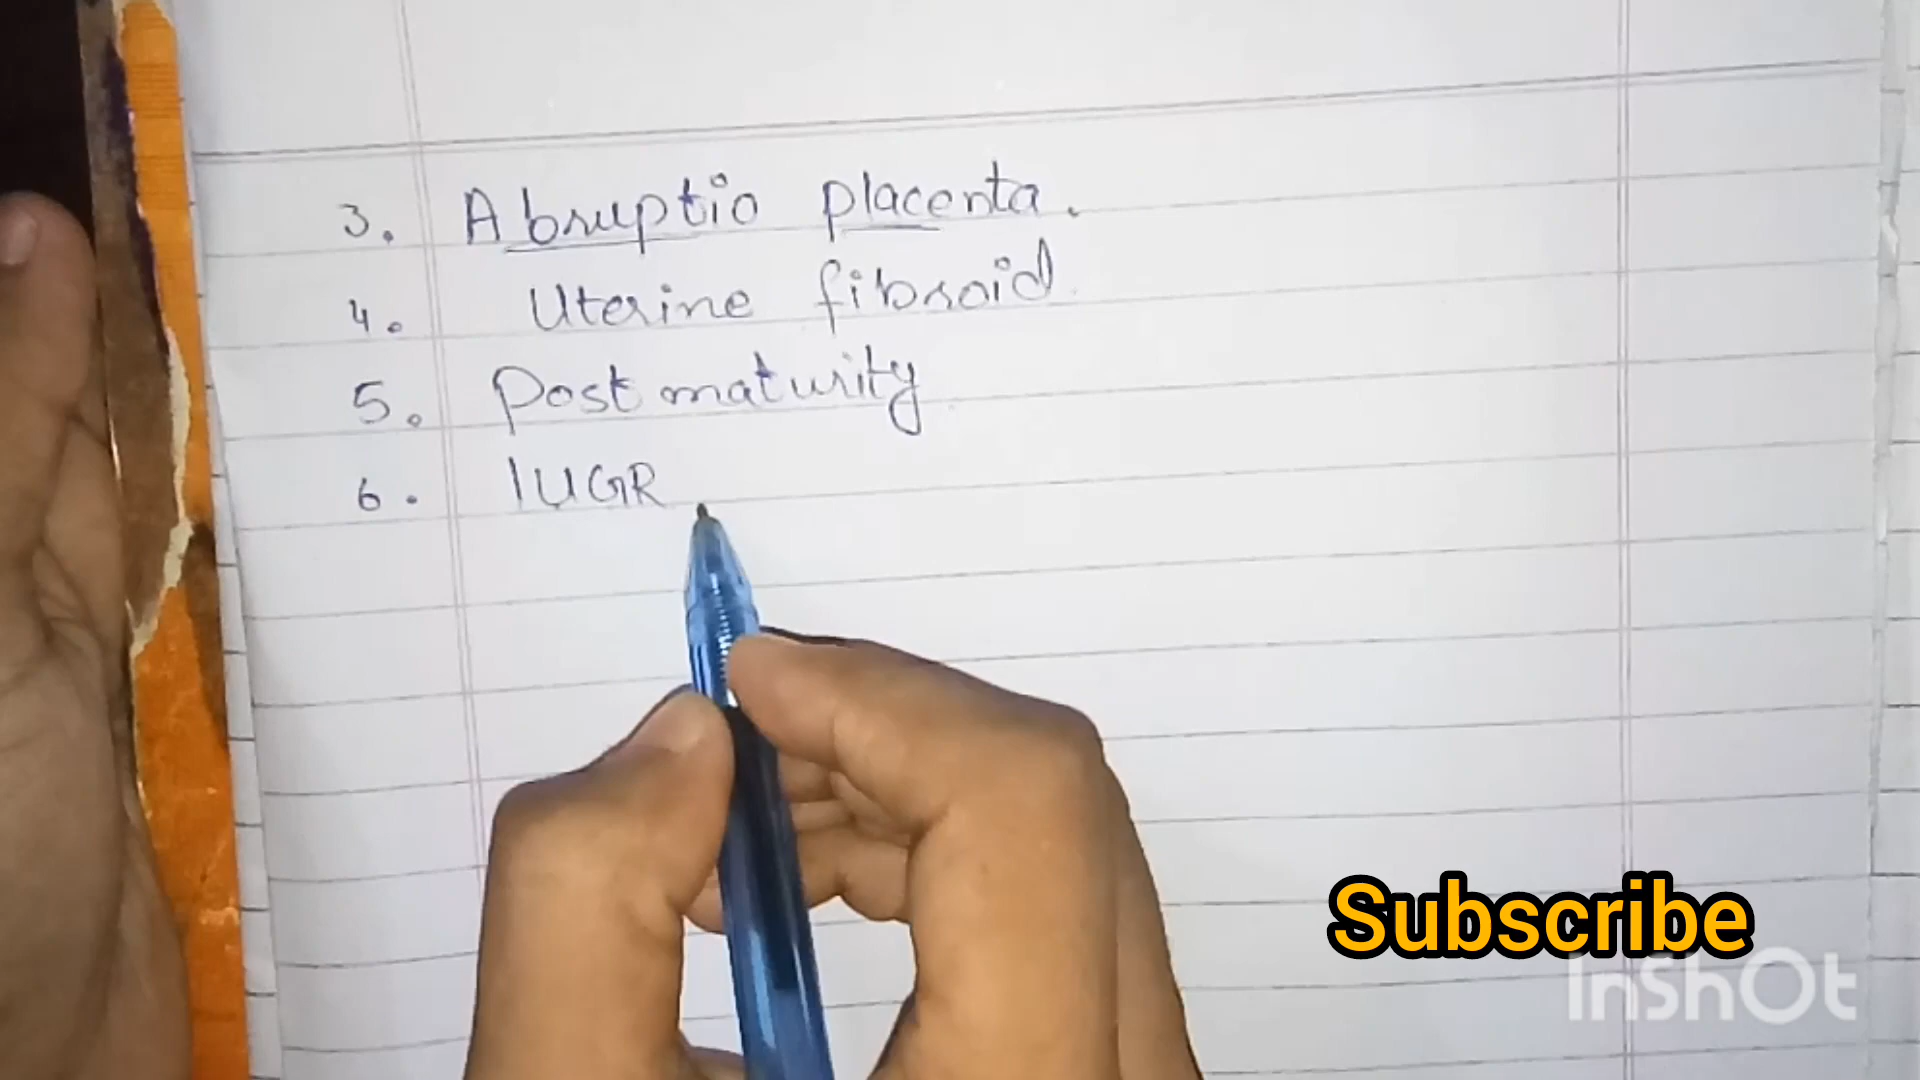 3. Abruptio placenta.
4. Uterine fibroid.
5. Post maturity
6. IUGR
Subscribe
InShOt